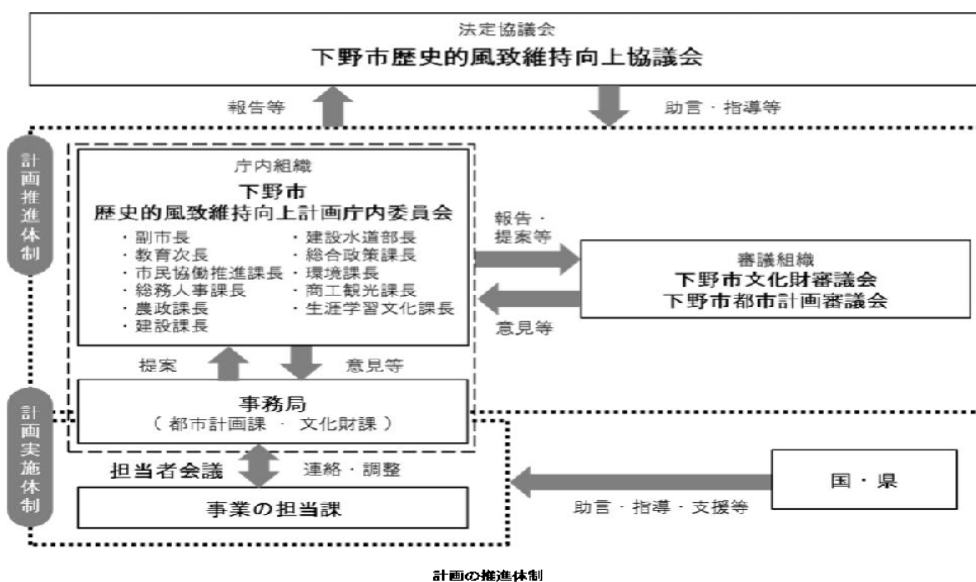 法定協議会
下野市歴史的風致維持向上協議会
報告等
助言・指導等
計画推進体制
庁内組織
下野市
歴史的風致維持向上計画庁内委員会
・副市長
・建設水道部長
・教育次長
・総合政策課長
・市民協働推進課長
・環境課長
・総務人事課長
・商工観光課長
・農政課長
・生涯学習文化課長
・建設課長
報告・
提案等
審議組織
下野市文化財審議会
下野市都市計画審議会
意見等
提案
意見等
計画実施体制
事務局
(都市計画課・文化財課)
担当者会議
連絡・調整
事業の担当課
国・県
助言・指導・支援等
計画の推進体制